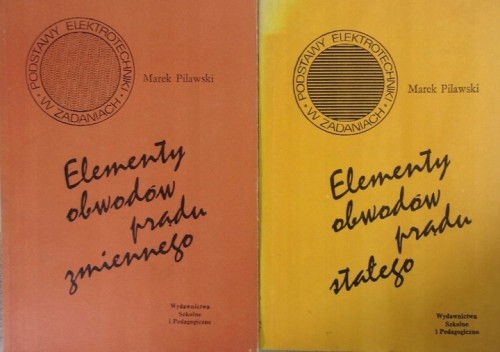 PODSTAWY ELEKTROTECHNIKI
W ZADANIACH
Marek Pilawski
Elementy
obwodów
prądu
zmiennego
Wydawnictwa
Szkolne
i Pedagogiczne
PODSTAWY ELEKTROTECHNIKI
W ZADANIACH
Marek Pilawski
Elementy
obwodów
prądu
stałego
Wydawnictwa
Szkolne
i Pedagogiczne